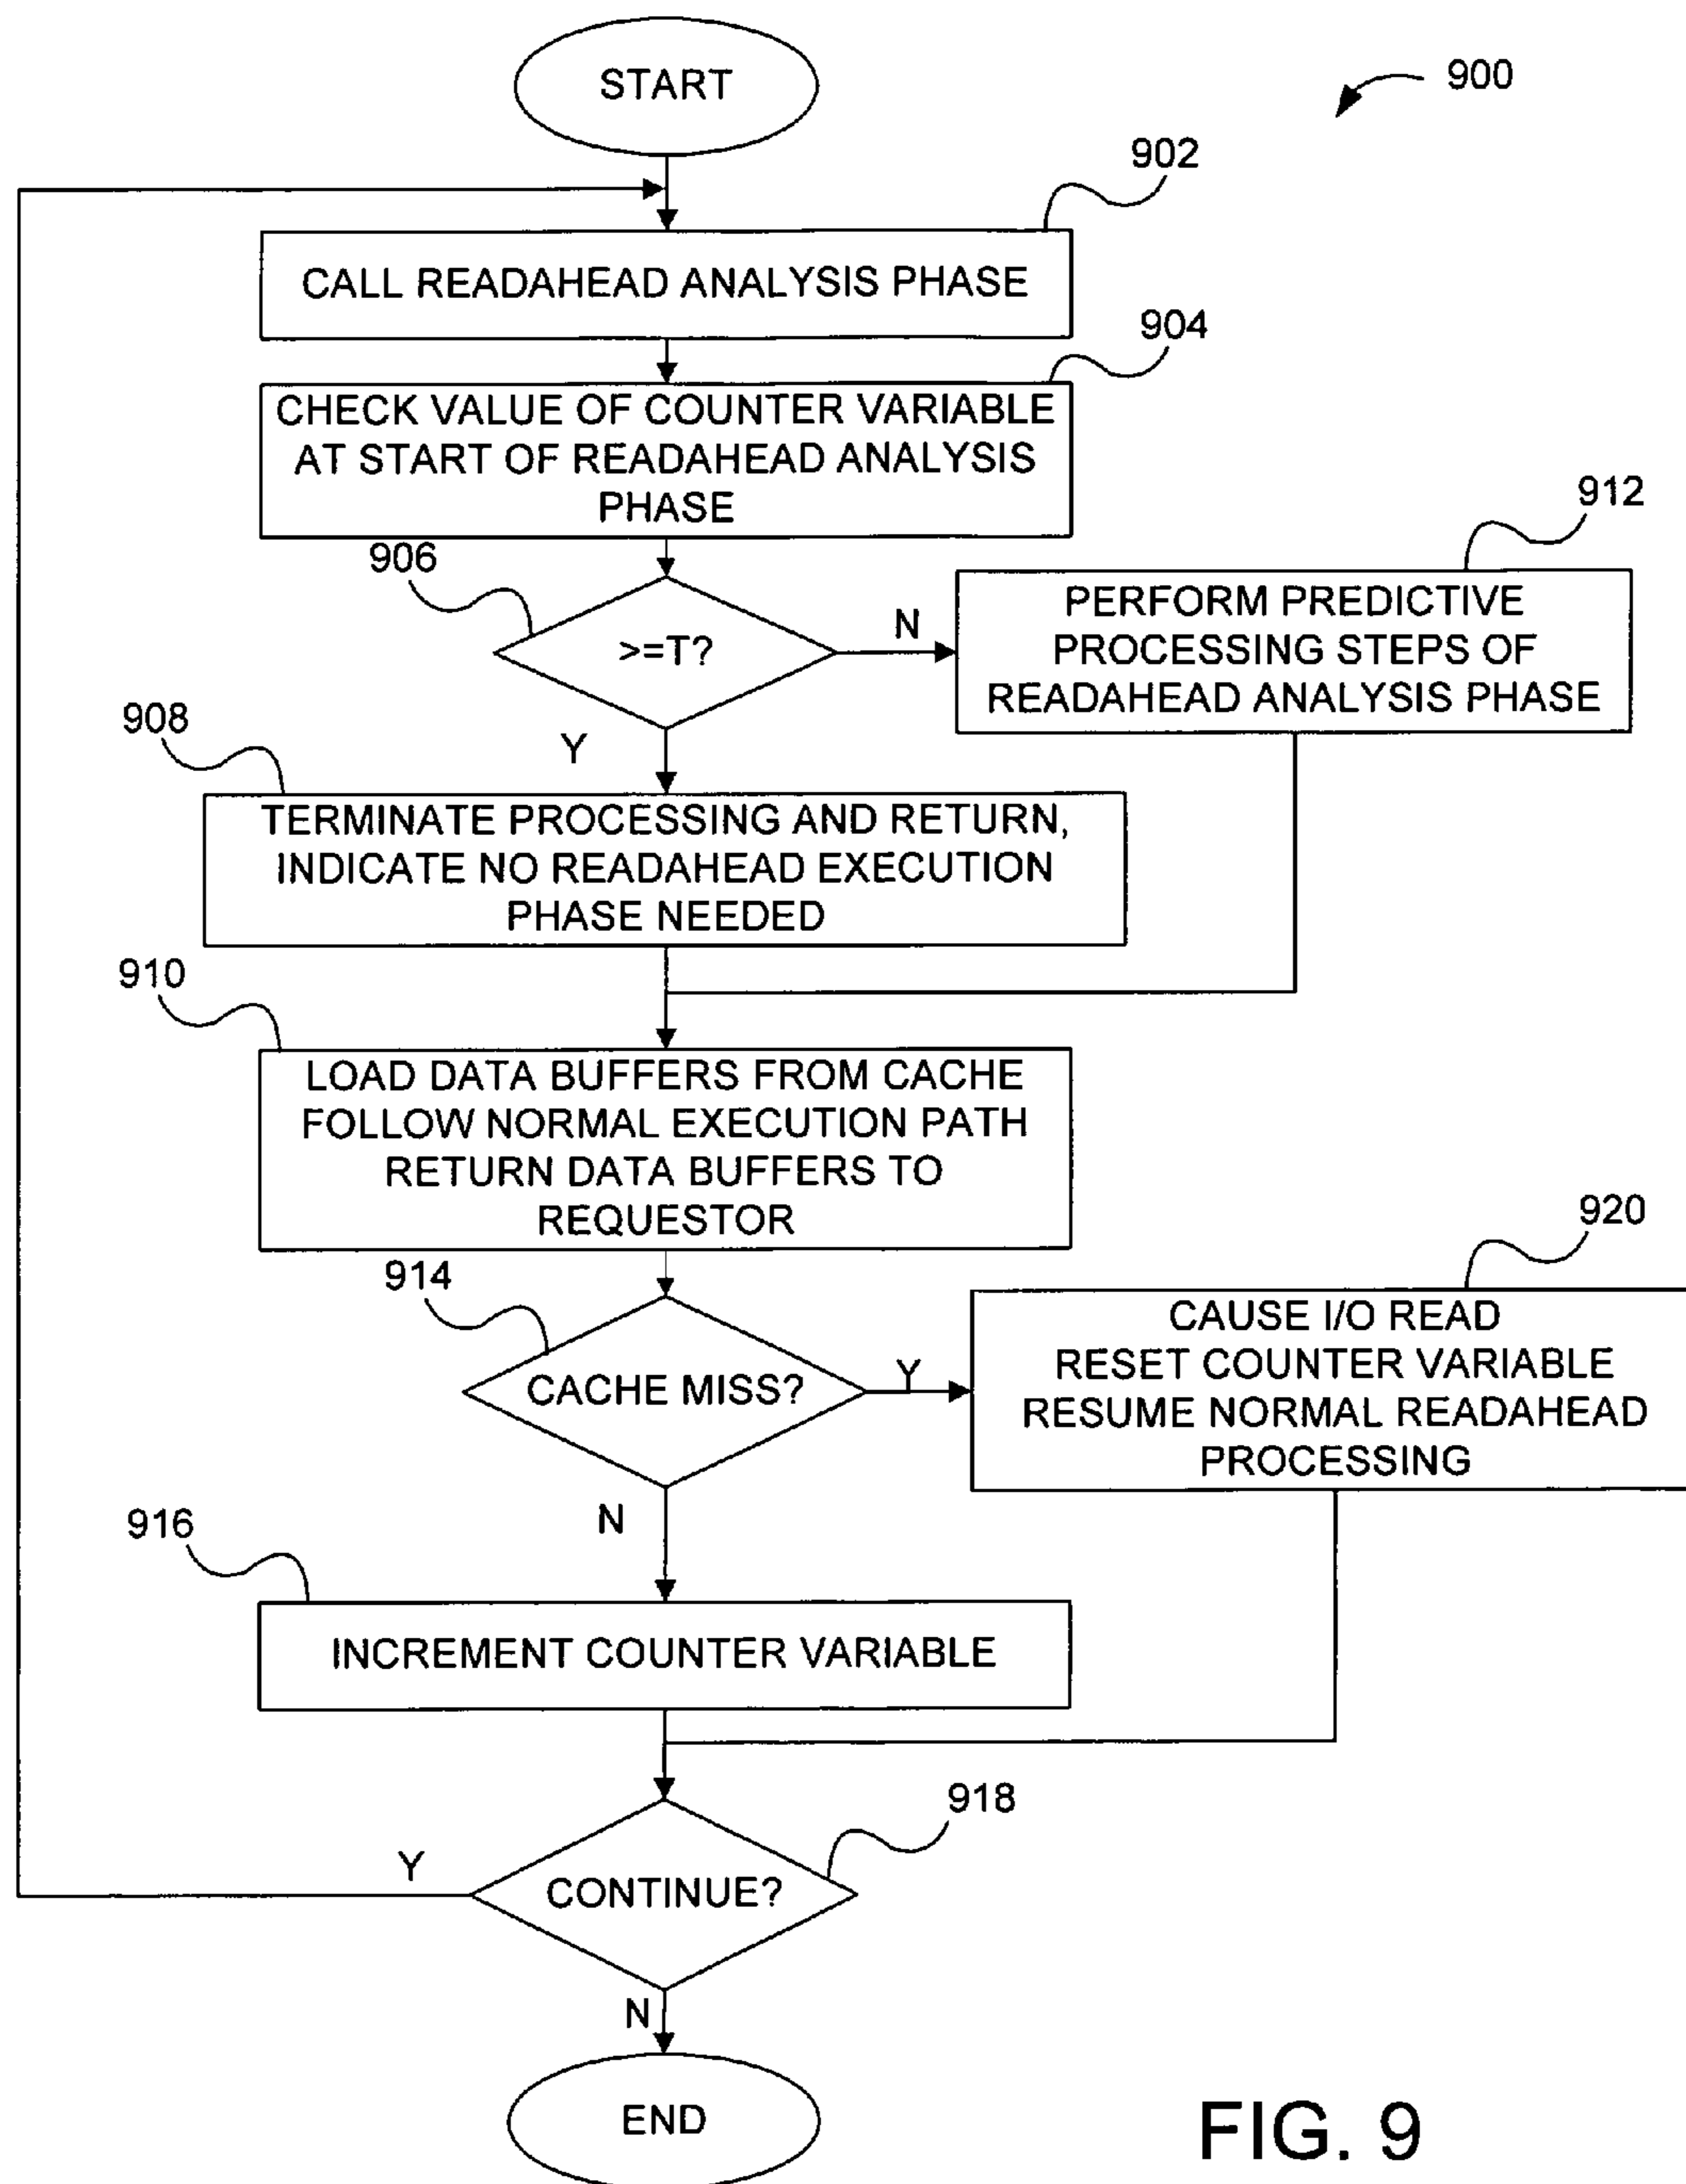 START
900
902
CALL READAHEAD ANALYSIS PHASE
904
CHECK VALUE OF COUNTER VARIABLE
AT START OF READAHEAD ANALYSIS
PHASE
906
>=T?
N
912
PERFORM PREDICTIVE
PROCESSING STEPS OF
READAHEAD ANALYSIS PHASE
Y
908
TERMINATE PROCESSING AND RETURN,
INDICATE NO READAHEAD EXECUTION
PHASE NEEDED
910
LOAD DATA BUFFERS FROM CACHE
FOLLOW NORMAL EXECUTION PATH
RETURN DATA BUFFERS TO
REQUESTOR
914
CACHE MISS?
Y
920
CAUSE I/O READ
RESET COUNTER VARIABLE
RESUME NORMAL READAHEAD
PROCESSING
N
916
INCREMENT COUNTER VARIABLE
918
CONTINUE?
Y
N
END
FIG. 9